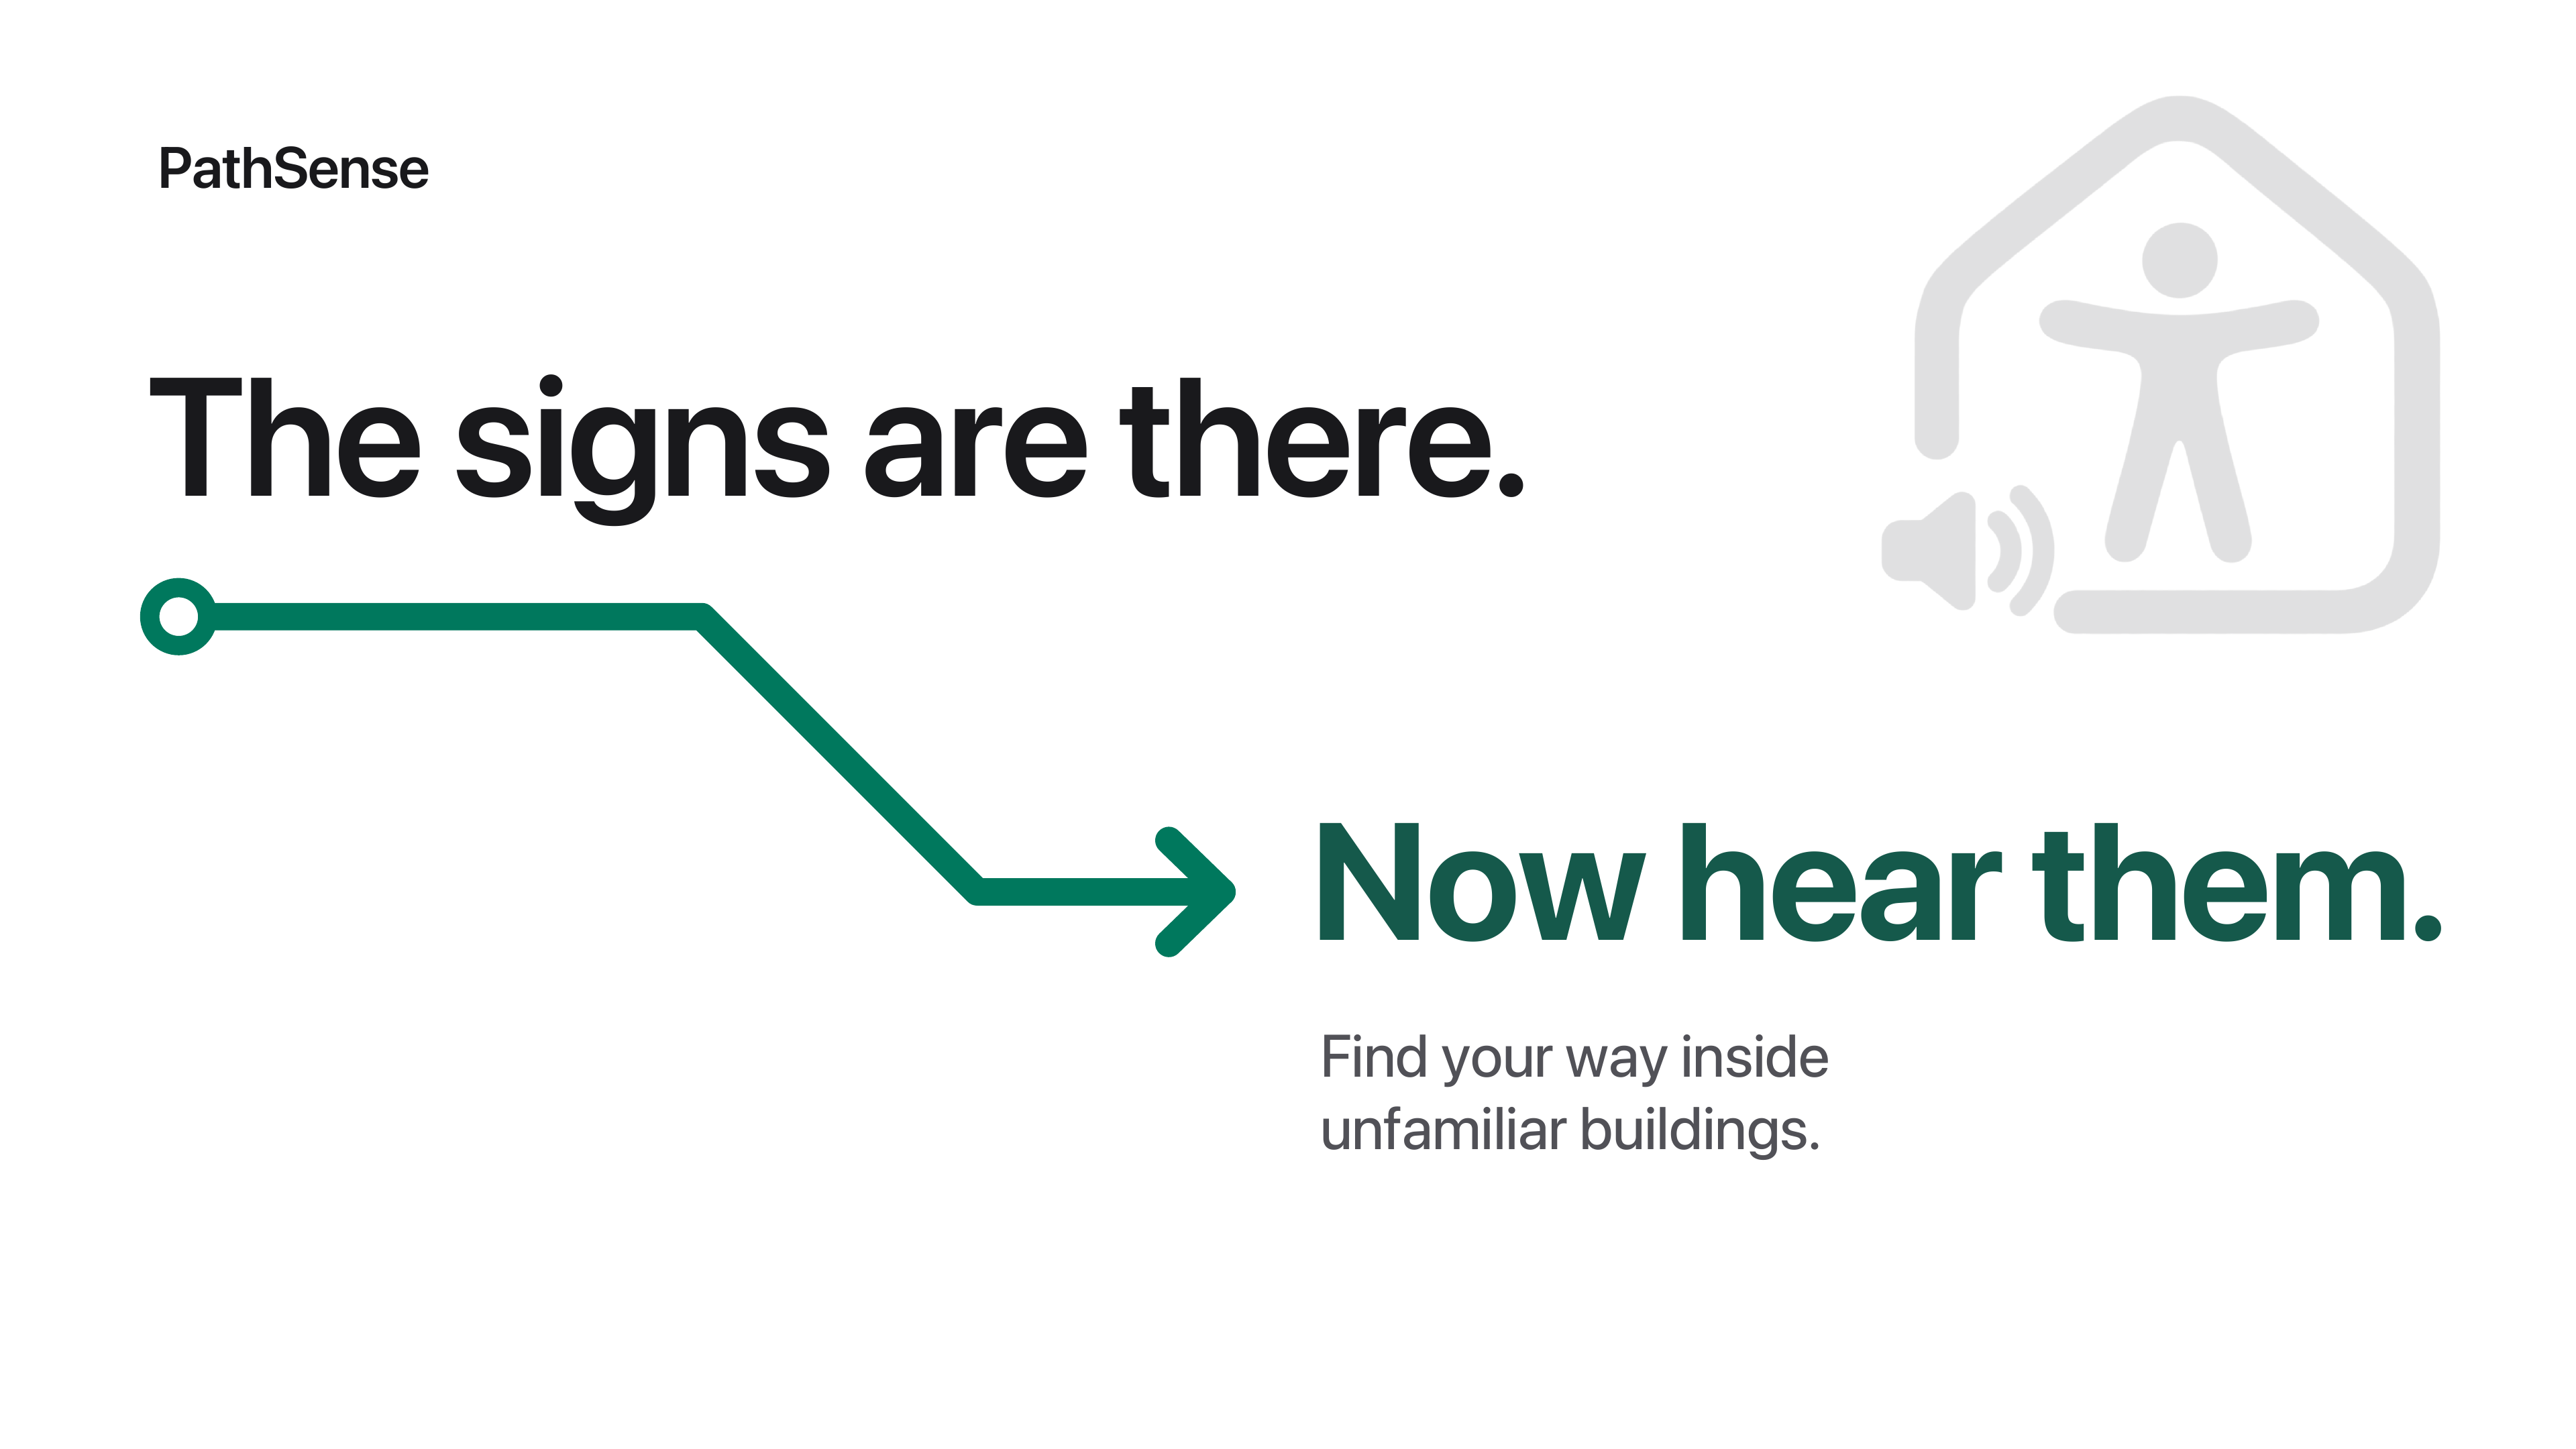 PathSense
The signs are there.
Now hear them.
Find your way inside
unfamiliar buildings.